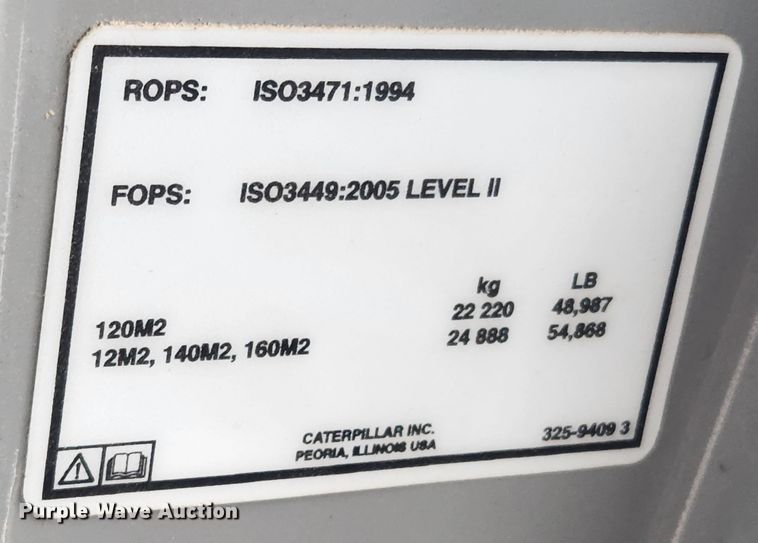 ROPS: ISO3471:1994
FOPS: ISO3449:2005 LEVEL II
kg LB
120M2 22 220 48,987
12M2, 140M2, 160M2 24 888 54,868
CATERPILLAR INC.
PEORIA, ILLINOIS USA
325-9409 3
Purple Wave Auction